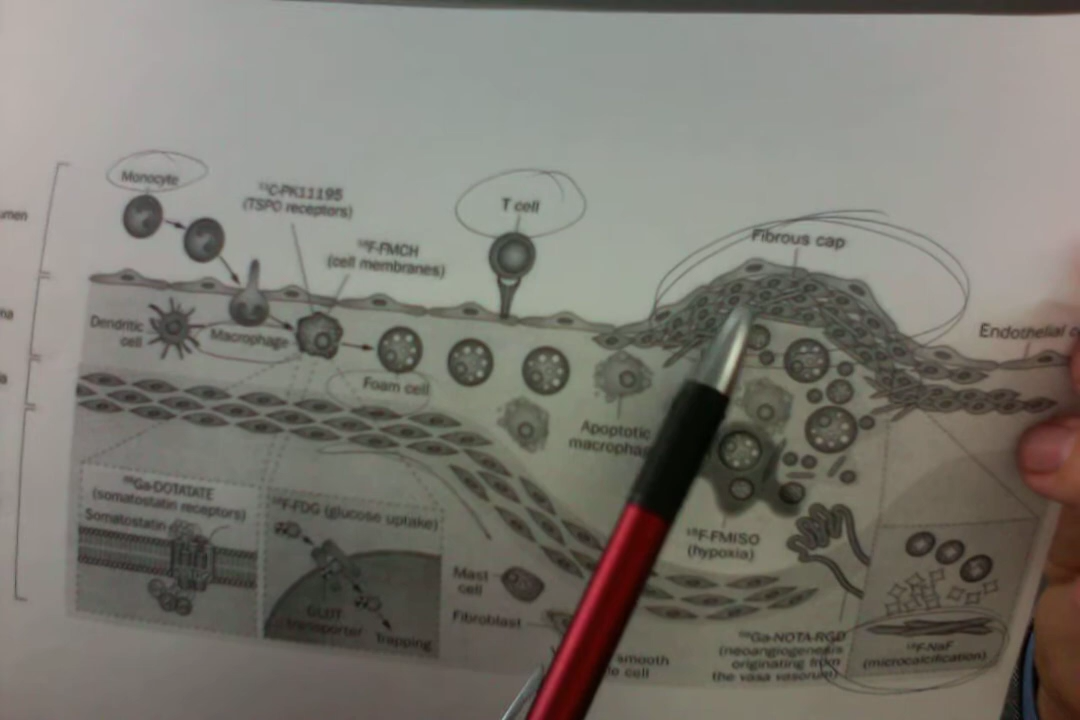 Monocyte
¹¹C-PK11195
(TSPO receptors)
T cell
¹⁸F-FMCH
(cell membranes)
Fibrous cap
Dendritic
cell
Macrophage
Endothelial
Foam cell
Apoptotic
⁶⁸Ga-DOTATATE
(somatostatin receptors)
Somatostatin
¹⁸F-FDG (glucose uptake)
GLUT
transporter
Trapping
¹⁸F-FMISO
(hypoxia)
Mast
cell
Fibroblast
smooth
cell
⁶⁸Ga-NOTA-RGD
(neoangiogenesis
originating from
the vasa vasorum)
¹⁸F-NaF
(microcalcification)